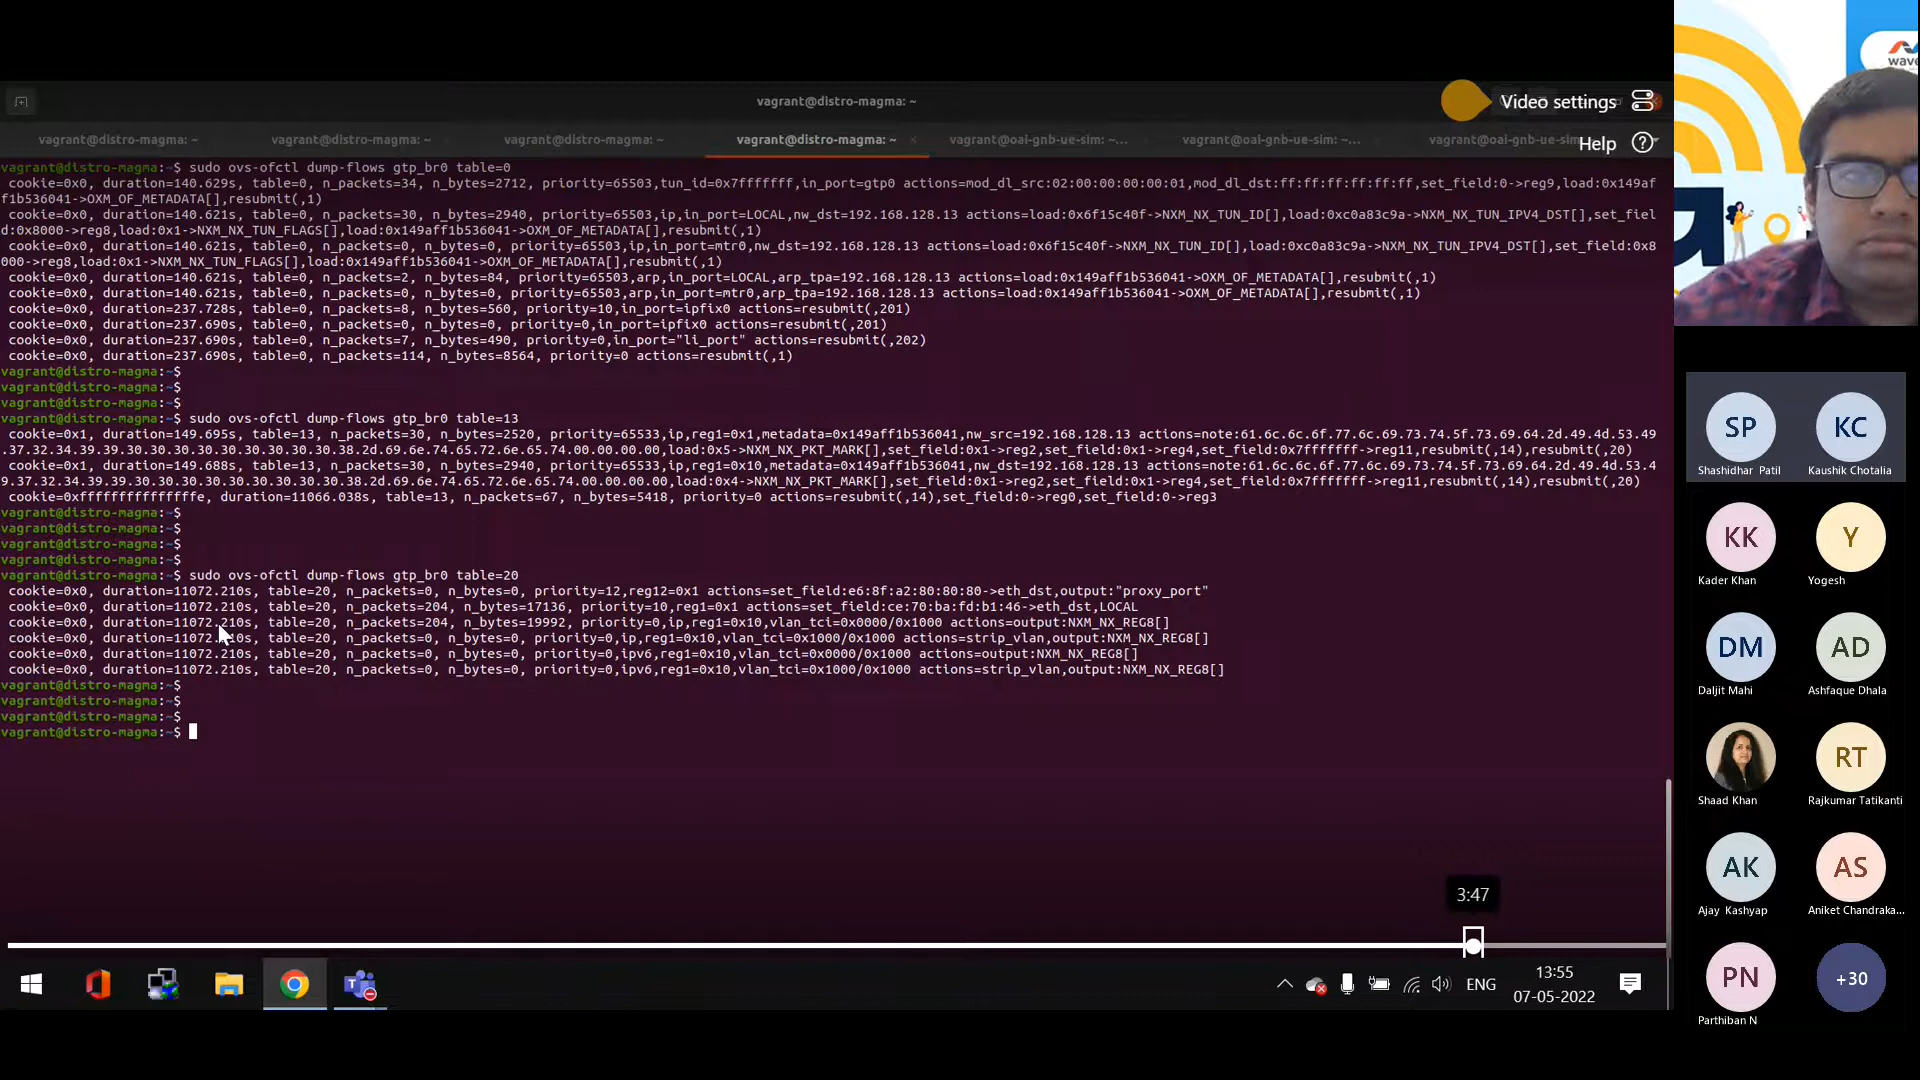 vagrant@distro-magma: ~
Video settings
vagrant@distro-magma: ~
vagrant@distro-magma: ~
vagrant@distro-magma: ~
vagrant@distro-magma: ~
vagrant@oai-gnb-ue-sim: ~...
vagrant@oai-gnb-ue-sim: ~...
vagrant@oai-gnb-ue-sim
Help
vagrant@distro-magma:~$ sudo ovs-ofctl dump-flows gtp_br0 table=0
cookie=0x0, duration=140.629s, table=0, n_packets=34, n_bytes=2712, priority=65503,tun_id=0x7fffffff,in_port=gtp0 actions=mod_dl_src:02:00:00:00:00:01,mod_dl_dst:ff:ff:ff:ff:ff:ff,set_field:0->reg9,load:0x149af
f1b536041->OXM_OF_METADATA[],resubmit(,1)
cookie=0x0, duration=140.621s, table=0, n_packets=30, n_bytes=2940, priority=65503,ip,in_port=LOCAL,nw_dst=192.168.128.13 actions=load:0x6f15c40f->NXM_NX_TUN_ID[],load:0xc0a83c9a->NXM_NX_TUN_IPV4_DST[],set_fiel
d:0x8000->reg8,load:0x1->NXM_NX_TUN_FLAGS[],load:0x149aff1b536041->OXM_OF_METADATA[],resubmit(,1)
cookie=0x0, duration=140.621s, table=0, n_packets=0, n_bytes=0, priority=65503,ip,in_port=mtr0,nw_dst=192.168.128.13 actions=load:0x6f15c40f->NXM_NX_TUN_ID[],load:0xc0a83c9a->NXM_NX_TUN_IPV4_DST[],set_field:0x8
000->reg8,load:0x1->NXM_NX_TUN_FLAGS[],load:0x149aff1b536041->OXM_OF_METADATA[],resubmit(,1)
cookie=0x0, duration=140.621s, table=0, n_packets=2, n_bytes=84, priority=65503,arp,in_port=LOCAL,arp_tpa=192.168.128.13 actions=load:0x149aff1b536041->OXM_OF_METADATA[],resubmit(,1)
cookie=0x0, duration=140.621s, table=0, n_packets=0, n_bytes=0, priority=65503,arp,in_port=mtr0,arp_tpa=192.168.128.13 actions=load:0x149aff1b536041->OXM_OF_METADATA[],resubmit(,1)
cookie=0x0, duration=237.728s, table=0, n_packets=8, n_bytes=560, priority=10,in_port=ipfix0 actions=resubmit(,201)
cookie=0x0, duration=237.690s, table=0, n_packets=0, n_bytes=0, priority=0,in_port=ipfix0 actions=resubmit(,201)
cookie=0x0, duration=237.690s, table=0, n_packets=7, n_bytes=490, priority=0,in_port="li_port" actions=resubmit(,202)
cookie=0x0, duration=237.690s, table=0, n_packets=114, n_bytes=8564, priority=0 actions=resubmit(,1)
vagrant@distro-magma:~$
vagrant@distro-magma:~$
vagrant@distro-magma:~$
vagrant@distro-magma:~$ sudo ovs-ofctl dump-flows gtp_br0 table=13
cookie=0x1, duration=149.695s, table=13, n_packets=30, n_bytes=2520, priority=65533,ip,reg1=0x1,metadata=0x149aff1b536041,nw_src=192.168.128.13 actions=note:61.6c.6c.6f.77.6c.69.73.74.5f.73.69.64.2d.49.4d.53.49
.37.32.34.39.39.30.30.30.30.30.30.30.30.30.38.2d.69.6e.74.65.72.6e.65.74.00.00.00.00,load:0x5->NXM_NX_PKT_MARK[],set_field:0x1->reg2,set_field:0x1->reg4,set_field:0x7fffffff->reg11,resubmit(,14),resubmit(,20)
cookie=0x1, duration=149.688s, table=13, n_packets=30, n_bytes=2940, priority=65533,ip,reg1=0x10,metadata=0x149aff1b536041,nw_dst=192.168.128.13 actions=note:61.6c.6c.6f.77.6c.69.73.74.5f.73.69.64.2d.49.4d.53.4
9.37.32.34.39.39.30.30.30.30.30.30.30.30.30.38.2d.69.6e.74.65.72.6e.65.74.00.00.00.00,load:0x4->NXM_NX_PKT_MARK[],set_field:0x1->reg2,set_field:0x1->reg4,set_field:0x7fffffff->reg11,resubmit(,14),resubmit(,20)
cookie=0xfffffffffffffffe, duration=11066.038s, table=13, n_packets=67, n_bytes=5418, priority=0 actions=resubmit(,14),set_field:0->reg0,set_field:0->reg3
vagrant@distro-magma:~$
vagrant@distro-magma:~$
vagrant@distro-magma:~$
vagrant@distro-magma:~$
vagrant@distro-magma:~$ sudo ovs-ofctl dump-flows gtp_br0 table=20
cookie=0x0, duration=11072.210s, table=20, n_packets=0, n_bytes=0, priority=12,reg12=0x1 actions=set_field:e6:8f:a2:80:80:80->eth_dst,output:"proxy_port"
cookie=0x0, duration=11072.210s, table=20, n_packets=204, n_bytes=17136, priority=10,reg1=0x1 actions=set_field:ce:70:ba:fd:b1:46->eth_dst,LOCAL
cookie=0x0, duration=11072.210s, table=20, n_packets=204, n_bytes=19992, priority=0,ip,reg1=0x10,vlan_tci=0x0000/0x1000 actions=output:NXM_NX_REG8[]
cookie=0x0, duration=11072.210s, table=20, n_packets=0, n_bytes=0, priority=0,ip,reg1=0x10,vlan_tci=0x1000/0x1000 actions=strip_vlan,output:NXM_NX_REG8[]
cookie=0x0, duration=11072.210s, table=20, n_packets=0, n_bytes=0, priority=0,ipv6,reg1=0x10,vlan_tci=0x0000/0x1000 actions=output:NXM_NX_REG8[]
cookie=0x0, duration=11072.210s, table=20, n_packets=0, n_bytes=0, priority=0,ipv6,reg1=0x10,vlan_tci=0x1000/0x1000 actions=strip_vlan,output:NXM_NX_REG8[]
vagrant@distro-magma:~$
vagrant@distro-magma:~$
vagrant@distro-magma:~$
vagrant@distro-magma:~$
3:47
ENG
13:55
07-05-2022
wave
SP
KC
Shashidhar Patil
Kaushik Chotalia
KK
Y
Kader Khan
Yogesh
DM
AD
Daljit Mahi
Ashfaque Dhala
RT
Shaad Khan
Rajkumar Tatikanti
AK
AS
Ajay Kashyap
Aniket Chandraka...
PN
+30
Parthiban N